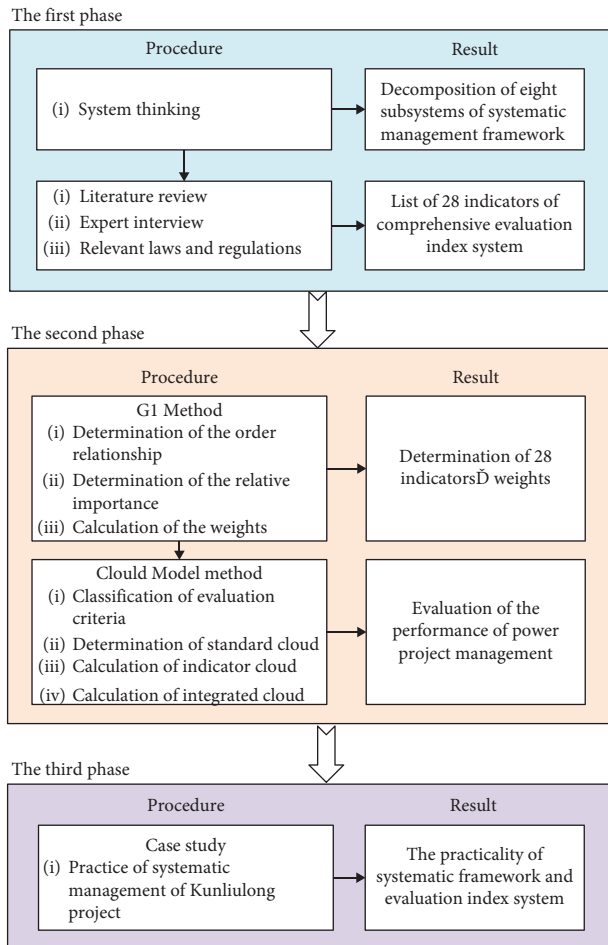 The first phase
Procedure
Result
(i) System thinking
Decomposition of eight
subsystems of systematic
management framework
(i) Literature review
(ii) Expert interview
(iii) Relevant laws and regulations
List of 28 indicators of
comprehensive evaluation
index system
The second phase
Procedure
Result
G1 Method
(i) Determination of the order
relationship
(ii) Determination of the relative
importance
(iii) Calculation of the weights
Determination of 28
indicatorsĎ weights
Clould Model method
(i) Classification of evaluation
criteria
(ii) Determination of standard cloud
(iii) Calculation of indicator cloud
(iv) Calculation of integrated cloud
Evaluation of the
performance of power
project management
The third phase
Procedure
Result
Case study
(i) Practice of systematic
management of Kunliulong
project
The practicality of
systematic framework and
evaluation index system